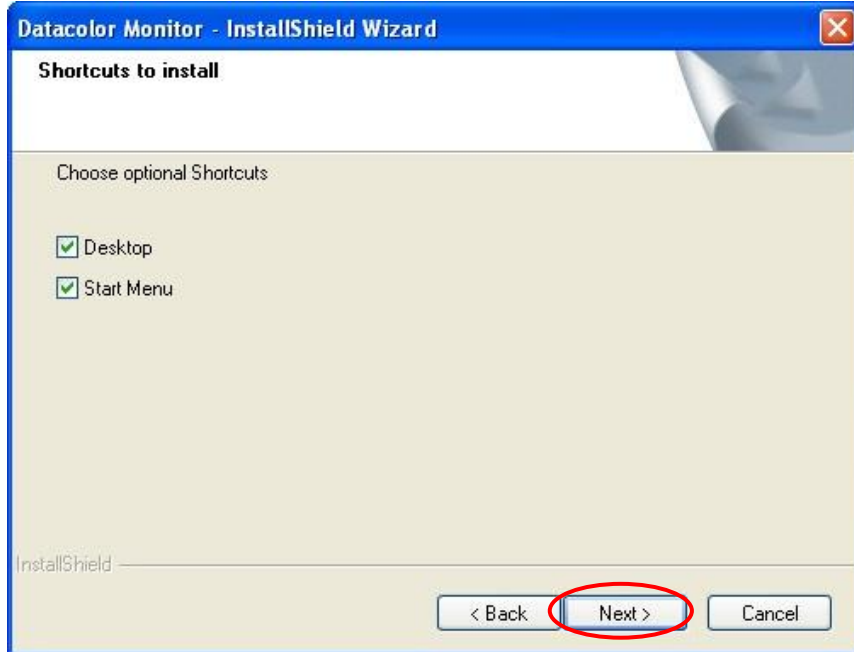 Datacolor Monitor - InstallShield Wizard
Shortcuts to install
Choose optional Shortcuts
Desktop
Start Menu
InstallShield
< Back Next > Cancel